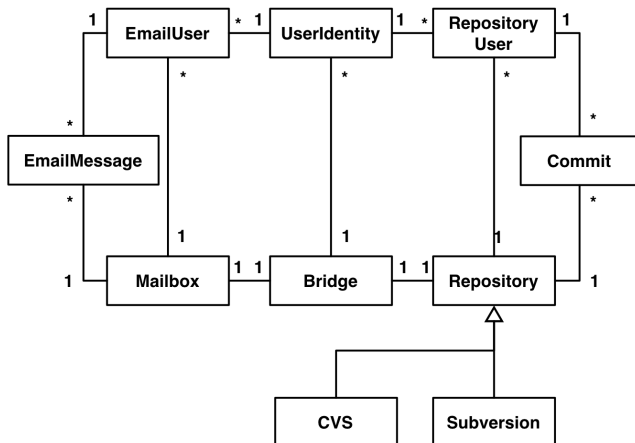 1 EmailUser * 1 UserIdentity 1 * Repository User 1
* * *
* *
EmailMessage Commit
* *
1 1 1
1 Mailbox 1 1 Bridge 1 1 Repository 1
CVS Subversion